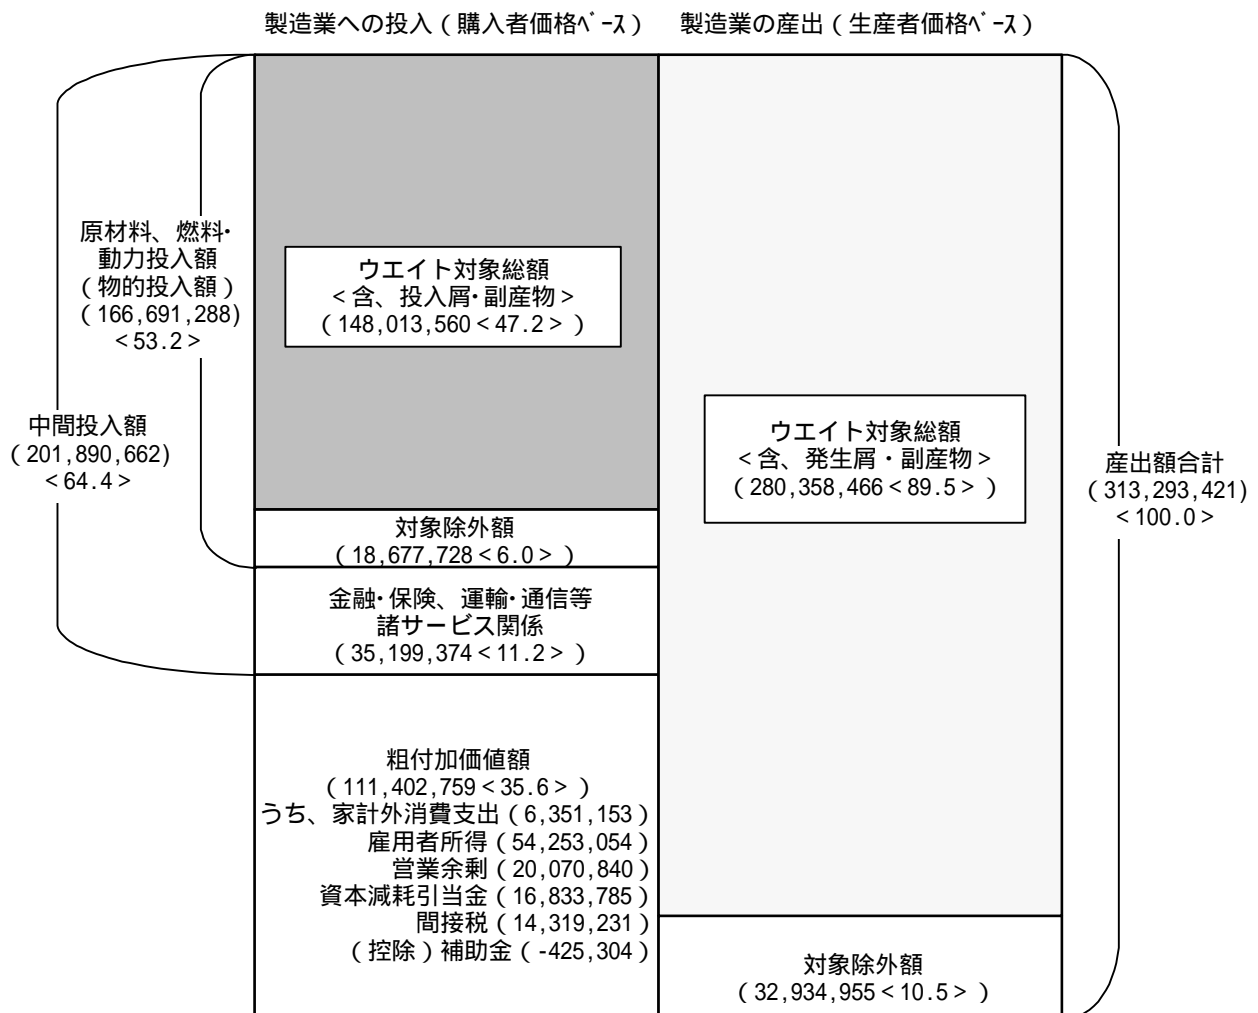 製造業への投入（購入者価格ﾍﾞｰｽ）
製造業の産出（生産者価格ﾍﾞｰｽ）
原材料、燃料・
動力投入額
（物的投入額）
（166,691,288）
＜53.2＞
中間投入額
（201,890,662）
＜64.4＞
ウエイト対象総額
＜含、投入屑・副産物＞
（148,013,560＜47.2＞）
対象除外額
（18,677,728＜6.0＞）
金融・保険、運輸・通信等
諸サービス関係
（35,199,374＜11.2＞）
粗付加価値額
（111,402,759＜35.6＞）
うち、家計外消費支出（6,351,153）
雇用者所得（54,253,054）
営業余剰（20,070,840）
資本減耗引当金（16,833,785）
間接税（14,319,231）
（控除）補助金（-425,304）
ウエイト対象総額
＜含、発生屑・副産物＞
（280,358,466＜89.5＞）
対象除外額
（32,934,955＜10.5＞）
産出額合計
（313,293,421）
＜100.0＞